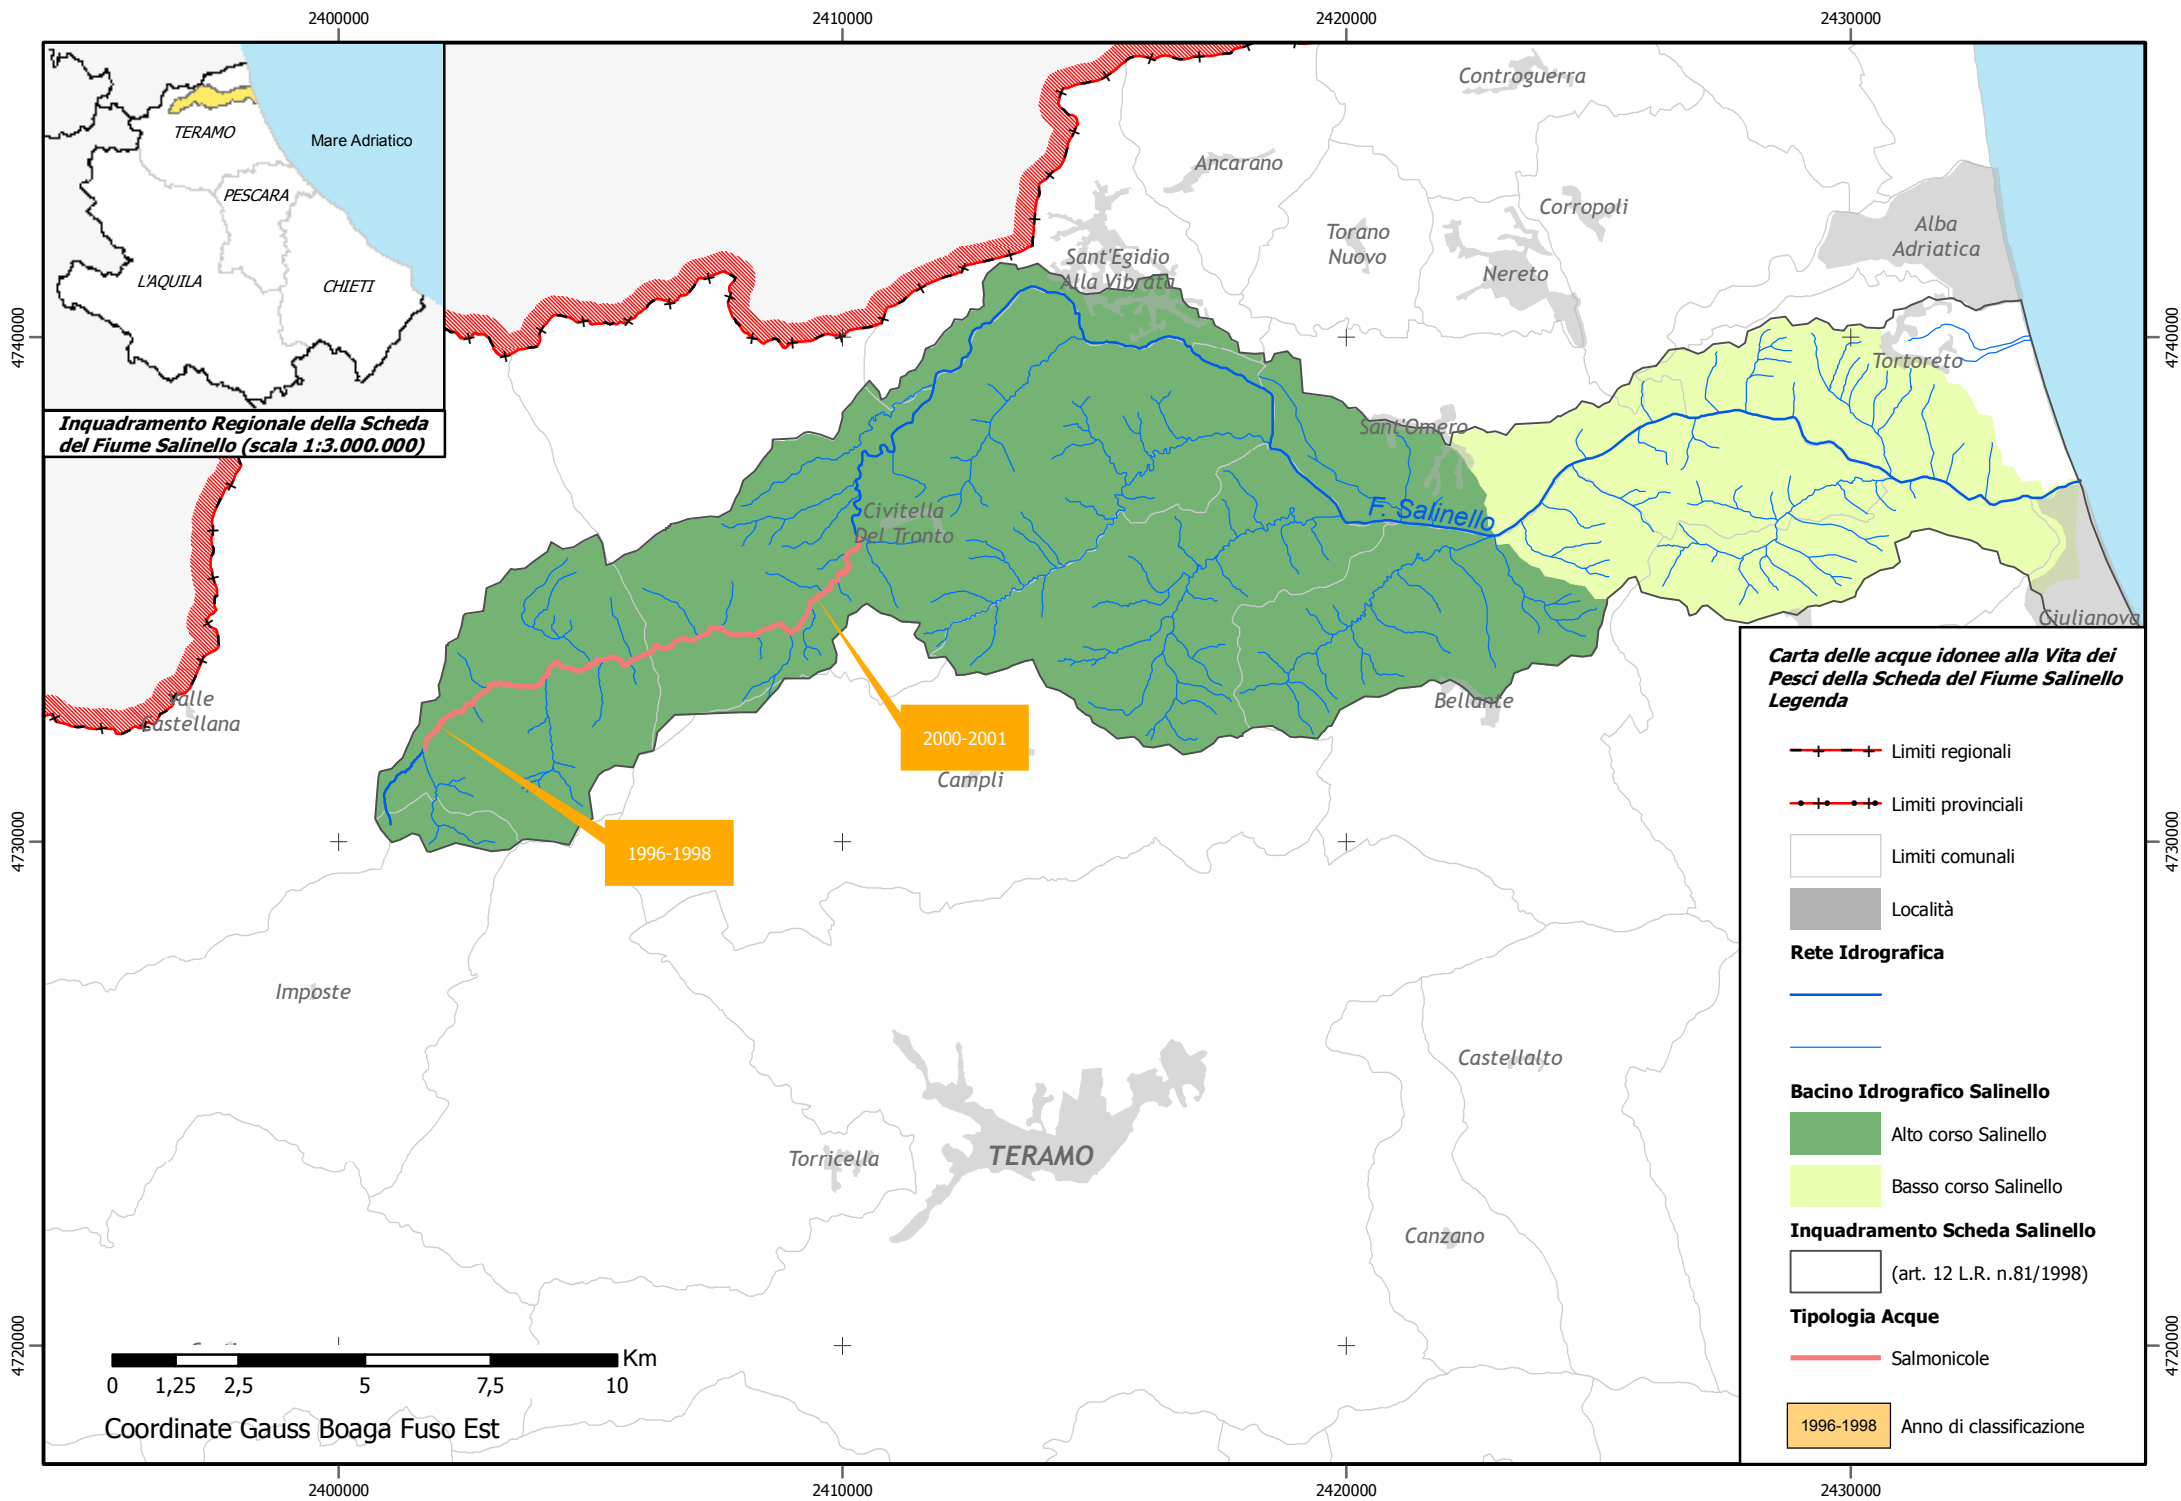 2400000
2410000
2420000
2430000
TERAMO
Mare Adriatico
PESCARA
L'AQUILA
CHIETI
Inquadramento Regionale della Scheda
del Fiume Salinello (scala 1:3.000.000)
Controguerra
Ancarano
Corropoli
Torano
Nuovo
Nereto
Alba
Adriatica
Sant'Egidio
Alla Vibrata
Tortoreto
Sant'Omero
F. Salinello
Civitella
Del Tronto
Giulianova
Valle
Castellana
Bellante
2000-2001
Campli
1996-1998
Imposte
Castellalto
Torricella
TERAMO
Canzano
4740000
4730000
4720000
4740000
4730000
4720000
Carta delle acque idonee alla Vita dei
Pesci della Scheda del Fiume Salinello
Legenda
Limiti regionali
Limiti provinciali
Limiti comunali
Località
Rete Idrografica
Bacino Idrografico Salinello
Alto corso Salinello
Basso corso Salinello
Inquadramento Scheda Salinello
(art. 12 L.R. n.81/1998)
Tipologia Acque
Salmonicole
1996-1998 Anno di classificazione
Km
0 1,25 2,5 5 7,5 10
Coordinate Gauss Boaga Fuso Est
2400000
2410000
2420000
2430000